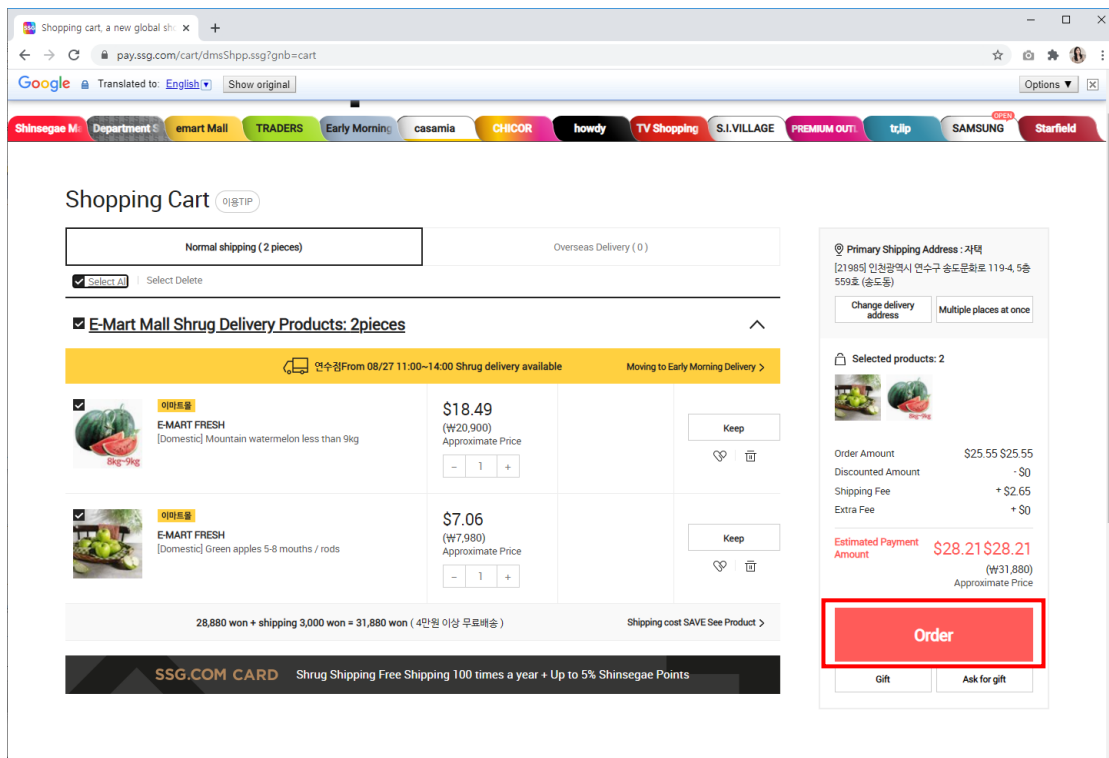 Shopping cart, a new global sho
pay.ssg.com/cart/dmsShpp.ssg?gnb=cart
Google Translated to: English Show original Options ▼
Shinsegae Ma Department S emart Mall TRADERS Early Morning casamia CHICOR howdy TV Shopping S.I.VILLAGE PREMIUM OUTL tr,lip OPEN SAMSUNG Starfield
Shopping Cart 이용TIP
Normal shipping ( 2 pieces)
Overseas Delivery ( 0 )
Select All Select Delete
E-Mart Mall Shrug Delivery Products: 2pieces
연수점From 08/27 11:00~14:00 Shrug delivery available Moving to Early Morning Delivery >
8kg~9kg
이마트몰
E-MART FRESH
[Domestic] Mountain watermelon less than 9kg
$18.49
(₩20,900)
Approximate Price
- 1 +
Keep
이마트몰
E-MART FRESH
[Domestic] Green apples 5-8 mouths / rods
$7.06
(₩7,980)
Approximate Price
- 1 +
Keep
28,880 won + shipping 3,000 won = 31,880 won ( 4만원 이상 무료배송 ) Shipping cost SAVE See Product >
SSG.COM CARD Shrug Shipping Free Shipping 100 times a year + Up to 5% Shinsegae Points
Primary Shipping Address : 자택
[21985] 인천광역시 연수구 송도문화로 119-4, 5층
559호 (송도동)
Change delivery
address
Multiple places at once
Selected products: 2
8kg~9kg
Order Amount $25.55 $25.55
Discounted Amount - $0
Shipping Fee + $2.65
Extra Fee + $0
Estimated Payment
Amount
$28.21 $28.21
(₩31,880)
Approximate Price
Order
Gift
Ask for gift